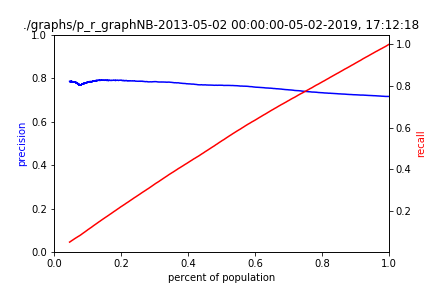 ./graphs/p_r_graphNB-2013-05-02 00:00:00-05-02-2019, 17:12:18
1.0
0.8
0.6
0.4
0.2
0.0
precision
1.0
0.8
0.6
0.4
0.2
recall
0.0 0.2 0.4 0.6 0.8 1.0
percent of population